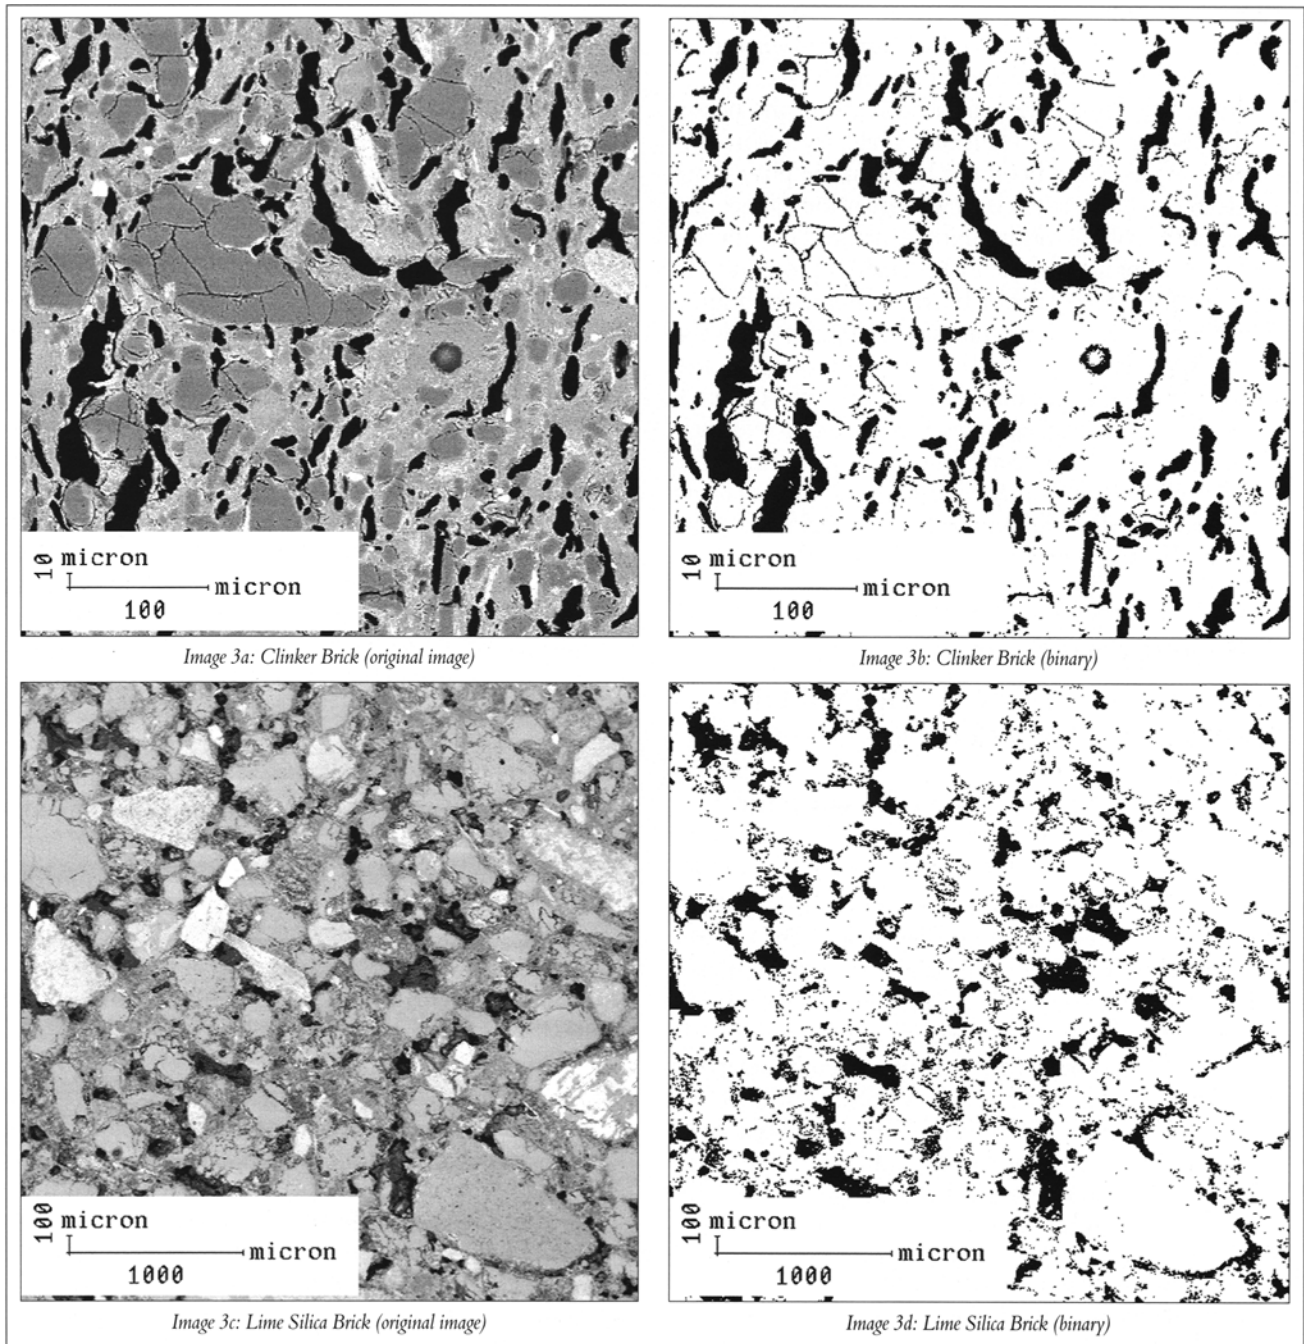 10 micron
micron
100
10 micron
micron
100
Image 3a: Clinker Brick (original image)
Image 3b: Clinker Brick (binary)
100 micron
micron
1000
100 micron
micron
1000
Image 3c: Lime Silica Brick (original image)
Image 3d: Lime Silica Brick (binary)